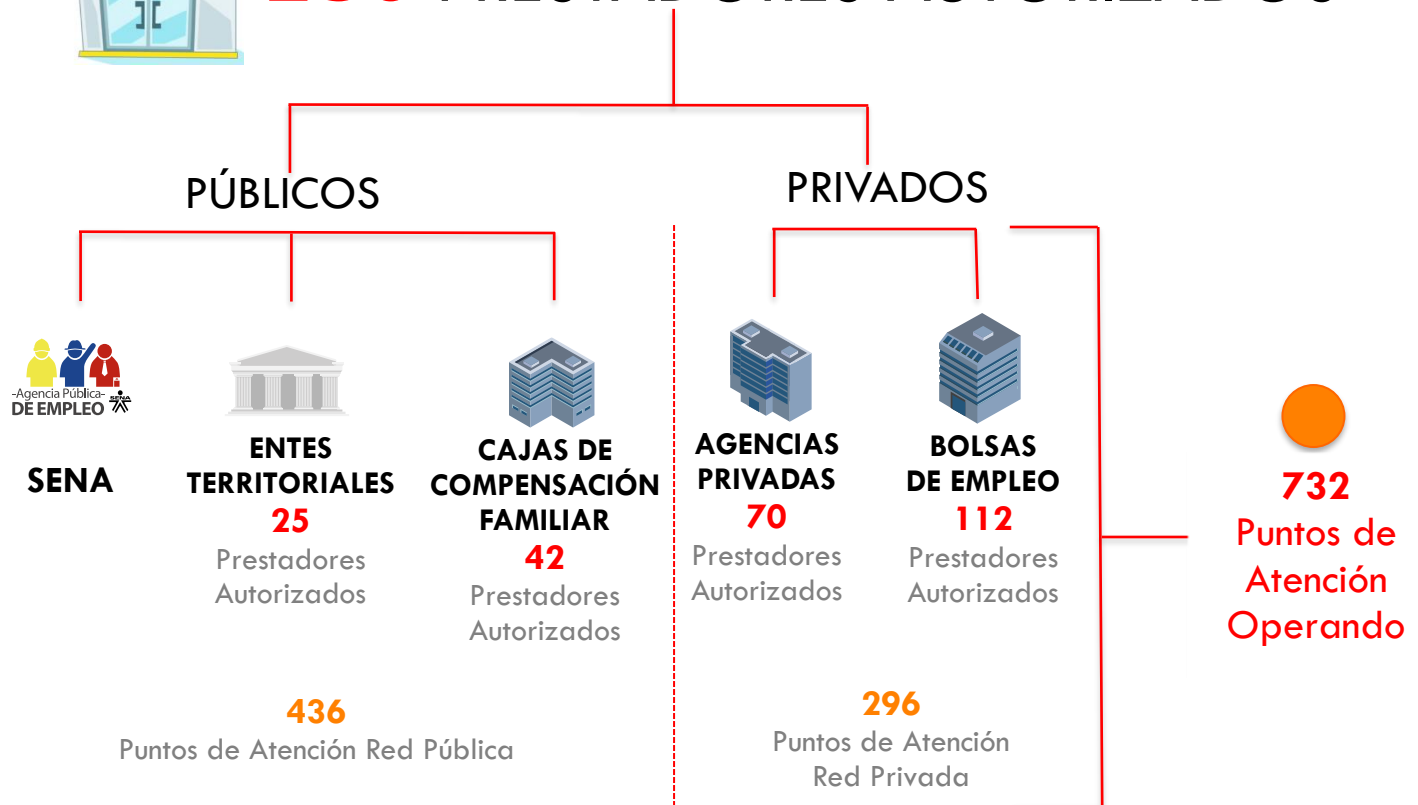 PRESTADORES AUTORIZADOS
PÚBLICOS
PRIVADOS
-Agencia Pública-
DE EMPLEO
SENA
SENA
ENTES
TERRITORIALES
25
Prestadores
Autorizados
CAJAS DE
COMPENSACIÓN
FAMILIAR
42
Prestadores
Autorizados
AGENCIAS
PRIVADAS
70
Prestadores
Autorizados
BOLSAS
DE EMPLEO
112
Prestadores
Autorizados
732
Puntos de
Atención
Operando
436
Puntos de Atención Red Pública
296
Puntos de Atención
Red Privada